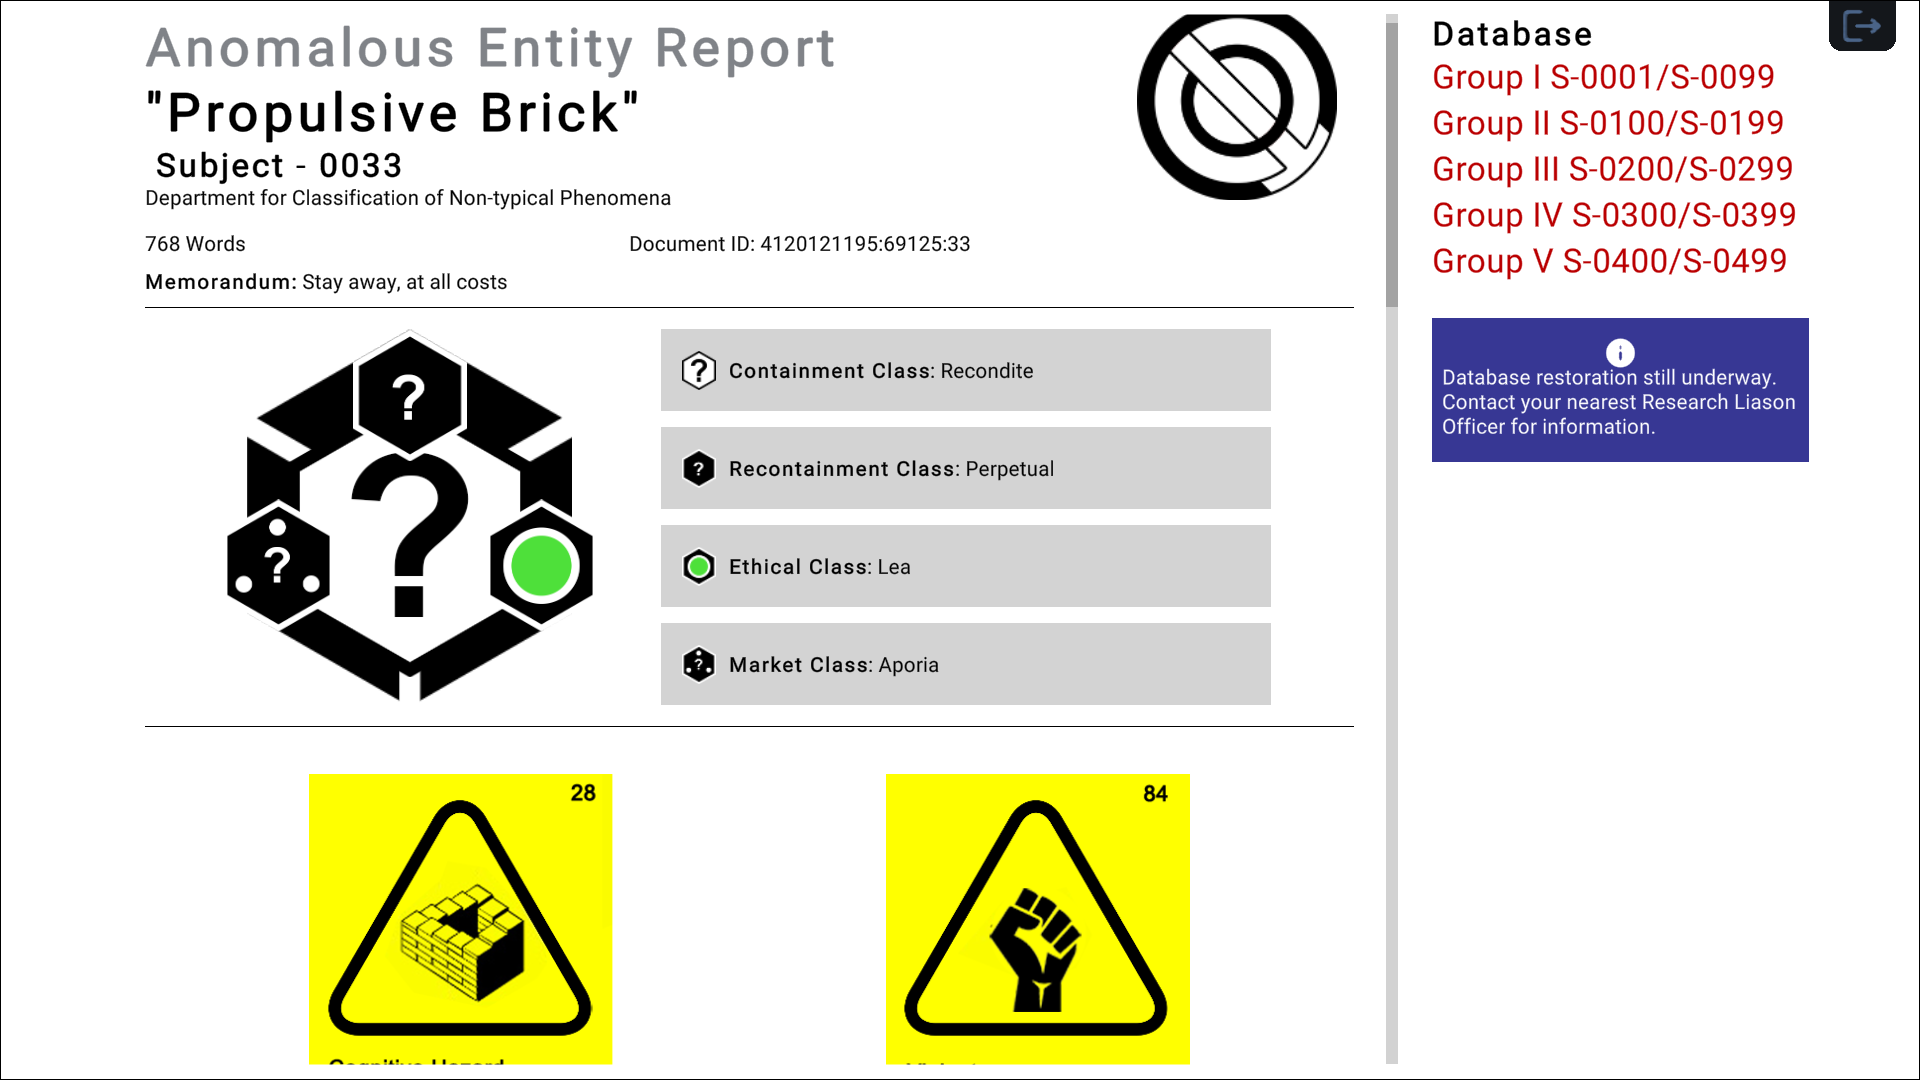 Anomalous Entity Report
"Propulsive Brick"
Subject - 0033
Department for Classification of Non-typical Phenomena
768 Words
Document ID: 4120121195:69125:33
Memorandum: Stay away, at all costs
?
?
?
? Containment Class: Recondite
? Recontainment Class: Perpetual
Ethical Class: Lea
? Market Class: Aporia
28
Cognitive Hazard
84
Database
Group I S-0001/S-0099
Group II S-0100/S-0199
Group III S-0200/S-0299
Group IV S-0300/S-0399
Group V S-0400/S-0499
i
Database restoration still underway.
Contact your nearest Research Liason
Officer for information.